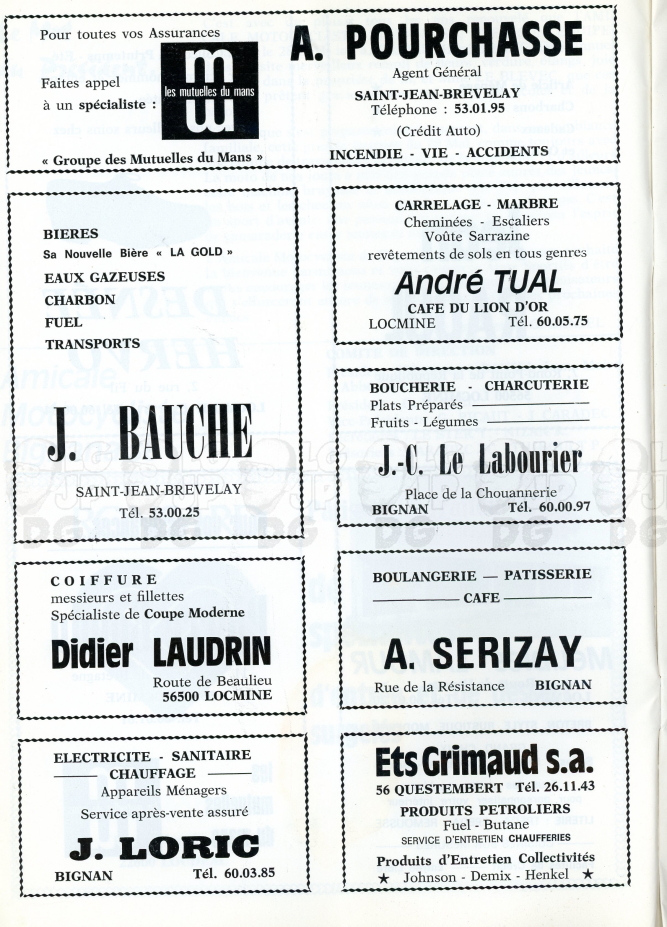 Pour toutes vos Assurances
Faites appel
à un spécialiste :
les mutuelles du mans
« Groupe des Mutuelles du Mans »
A. POURCHASSE
Agent Général
SAINT-JEAN-BREVELAY
Téléphone : 53.01.95
(Crédit Auto)
INCENDIE - VIE - ACCIDENTS
BIERES
Sa Nouvelle Bière « LA GOLD »
EAUX GAZEUSES
CHARBON
FUEL
TRANSPORTS
J. BAUCHE
SAINT-JEAN-BREVELAY
Tél. 53.00.25
CARRELAGE - MARBRE
Cheminées - Escaliers
Voûte Sarrazine
revêtements de sols en tous genres
André TUAL
CAFE DU LION D'OR
LOCMINE Tél. 60.05.75
BOUCHERIE - CHARCUTERIE
Plats Préparés
Fruits - Légumes
J.-C. Le Labourier
Place de la Chouannerie
BIGNAN Tél. 60.00.97
COIFFURE
messieurs et fillettes
Spécialiste de Coupe Moderne
Didier LAUDRIN
Route de Beaulieu
56500 LOCMINE
BOULANGERIE — PATISSERIE
CAFE
A. SERIZAY
Rue de la Résistance BIGNAN
ELECTRICITE - SANITAIRE
CHAUFFAGE
Appareils Ménagers
Service après-vente assuré
J. LORIC
BIGNAN Tél. 60.03.85
Ets Grimaud s.a.
56 QUESTEMBERT Tél. 26.11.43
PRODUITS PETROLIERS
Fuel - Butane
SERVICE D'ENTRETIEN CHAUFFERIES
Produits d'Entretien Collectivités
★ Johnson - Demix - Henkel ★